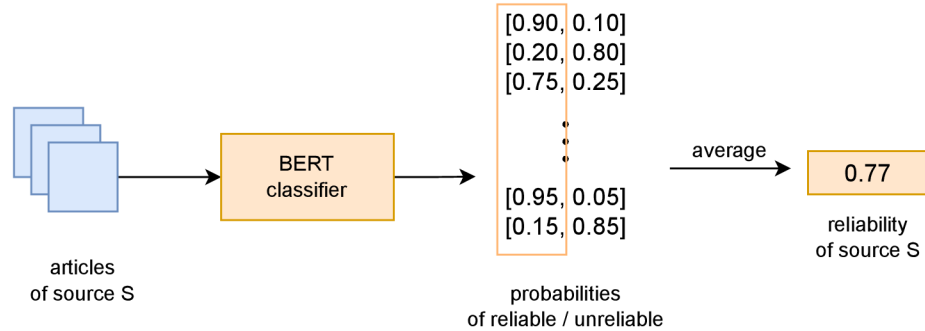 articles
of source S
BERT
classifier
[0.90, 0.10]
[0.20, 0.80]
[0.75, 0.25]
[0.95, 0.05]
[0.15, 0.85]
probabilities
of reliable / unreliable
average
0.77
reliability
of source S